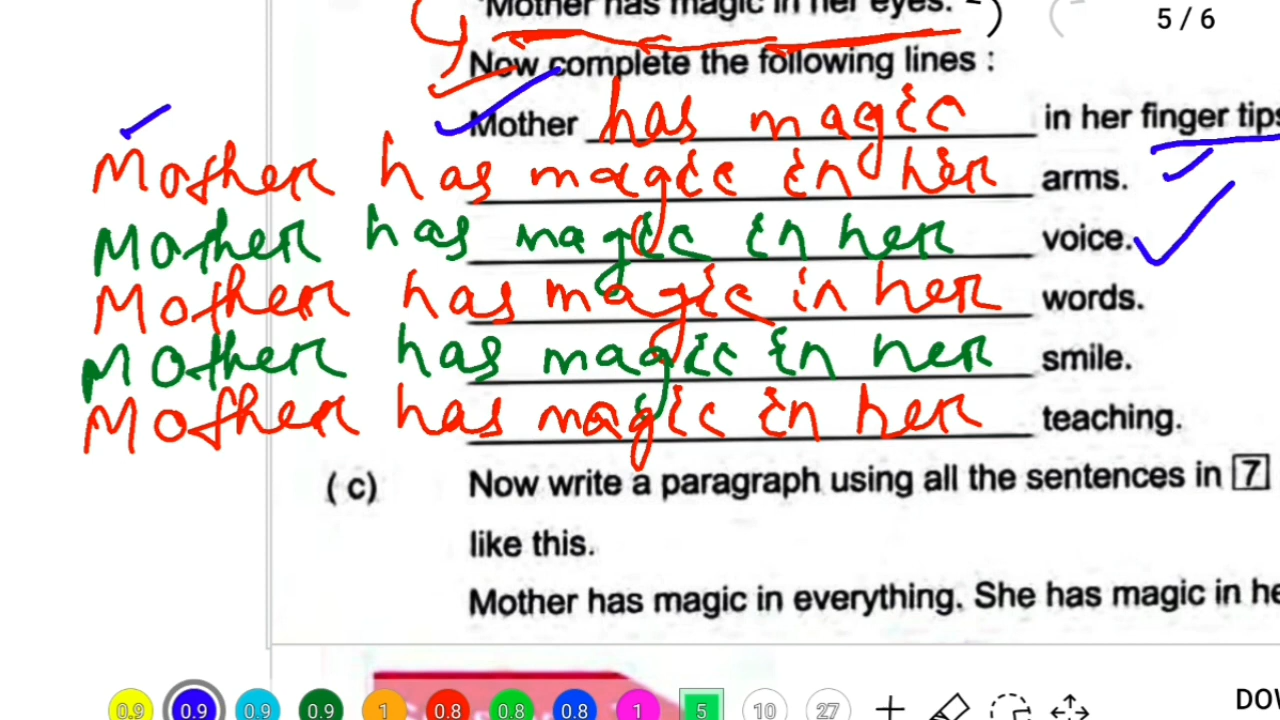 "Mother has magic in her eyes."
5 / 6
Now complete the following lines :
Mother has magic in her finger tips
Mother has magic in her arms.
Mother has magic in her voice.
Mother has magic in her words.
Mother has magic in her smile.
Mother has magic in her teaching.
( c) Now write a paragraph using all the sentences in 7
like this.
Mother has magic in everything. She has magic in he
0.9 0.9 0.9 0.9 1 0.8 0.8 0.8 1 5 10 27
DOW